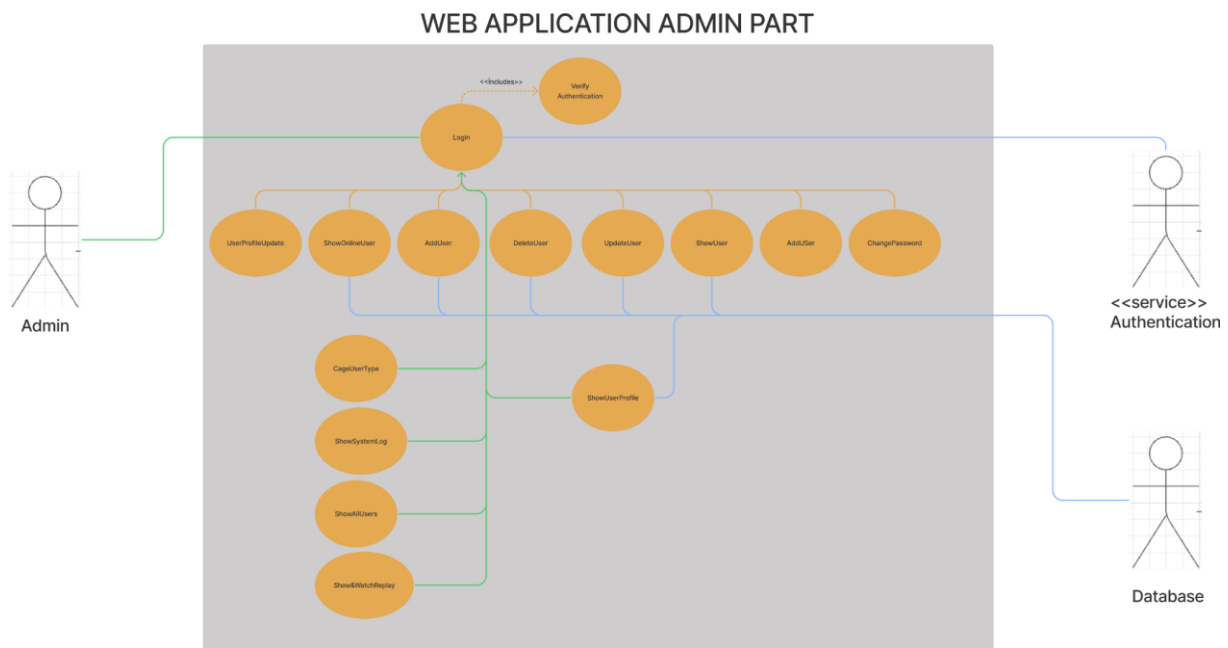 WEB APPLICATION ADMIN PART
<<Includes>>
Verify
Authentication
Login
UserProfileUpdate
ShowOnlineUser
AddUser
DeleteUser
UpdateUser
ShowUser
AddUSer
ChangePassword
Admin
<<service>>
Authentication
CageUserType
ShowUserProfile
ShowSystemLog
ShowAllUsers
Show&WatchReplay
Database